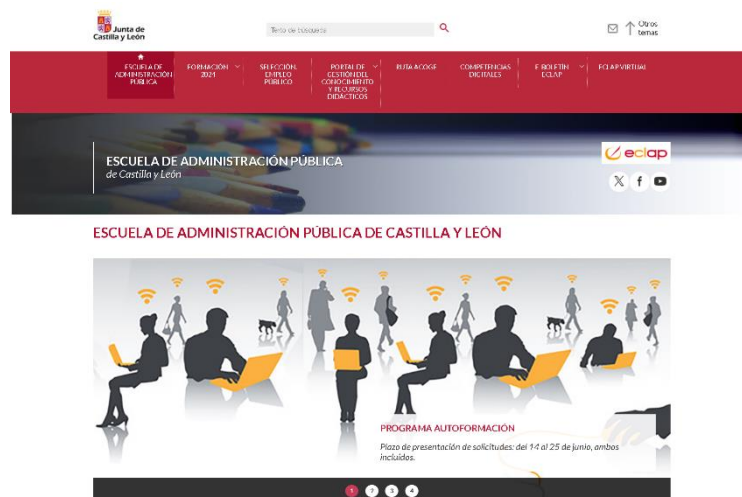 Junta de
Castilla y León
Texto de búsqueda
Otros
temas
ESCUELA DE
ADMINISTRACIÓN
PÚBLICA
FORMACIÓN
2024
SELECCIÓN.
EMPLEO
PÚBLICO
PORTAL DE
GESTIÓN DEL
CONOCIMIENTO
Y RECURSOS
DIDÁCTICOS
RUTA ACOGE
COMPETENCIAS
DIGITALES
E-BOLETÍN
ECLAP
ECLAP VIRTUAL
ESCUELA DE ADMINISTRACIÓN PÚBLICA
de Castilla y León
eclap
ESCUELA DE ADMINISTRACIÓN PÚBLICA DE CASTILLA Y LEÓN
PROGRAMA AUTOFORMACIÓN
Plazo de presentación de solicitudes: del 14 al 25 de junio, ambos
incluidos.
1 2 3 4